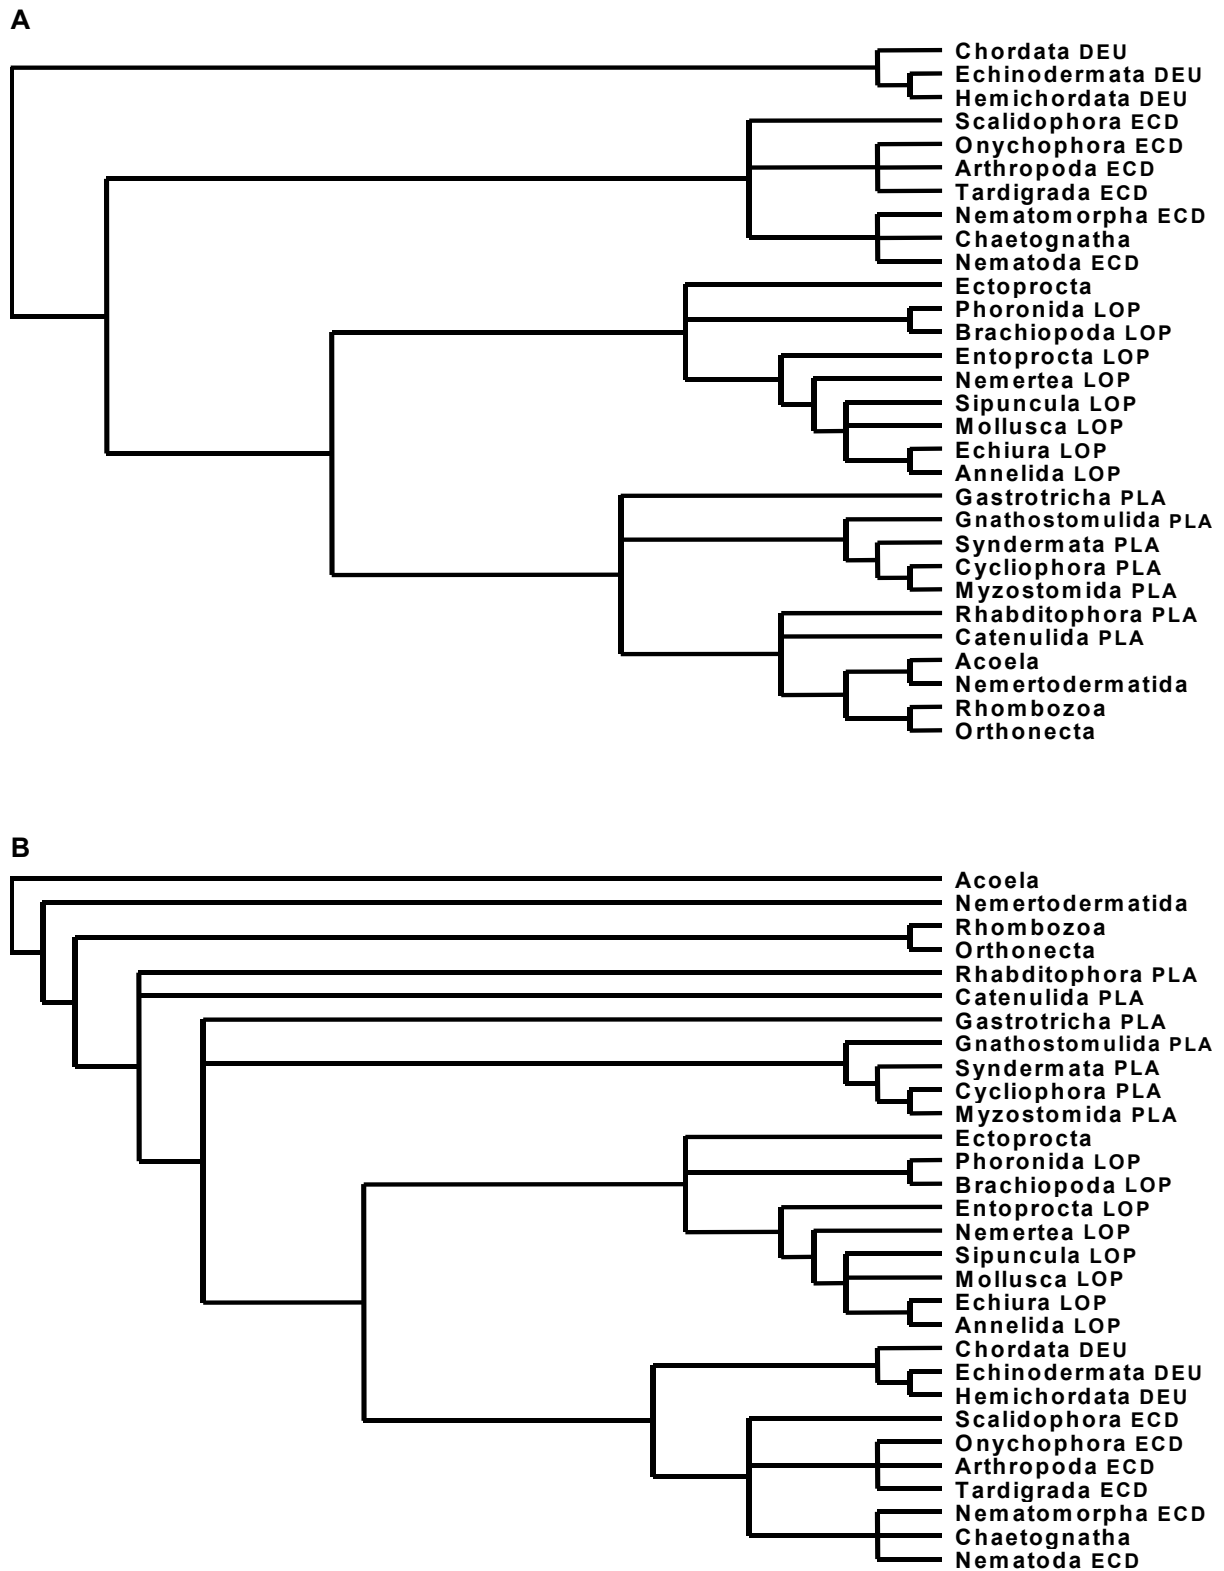 A
Chordata DEU
Echinodermata DEU
Hemichordata DEU
Scalidophora ECD
Onychophora ECD
Arthropoda ECD
Tardigrada ECD
Nematomorpha ECD
Chaetognatha
Nematoda ECD
Ectoprocta
Phoronida LOP
Brachiopoda LOP
Entoprocta LOP
Nemertea LOP
Sipuncula LOP
Mollusca LOP
Echiura LOP
Annelida LOP
Gastrotricha PLA
Gnathostomulida PLA
Syndermata PLA
Cycliophora PLA
Myzostomida PLA
Rhabditophora PLA
Catenulida PLA
Acoela
Nemertodermatida
Rhombozoa
Orthonecta
B
Acoela
Nemertodermatida
Rhombozoa
Orthonecta
Rhabditophora PLA
Catenulida PLA
Gastrotricha PLA
Gnathostomulida PLA
Syndermata PLA
Cycliophora PLA
Myzostomida PLA
Ectoprocta
Phoronida LOP
Brachiopoda LOP
Entoprocta LOP
Nemertea LOP
Sipuncula LOP
Mollusca LOP
Echiura LOP
Annelida LOP
Chordata DEU
Echinodermata DEU
Hemichordata DEU
Scalidophora ECD
Onychophora ECD
Arthropoda ECD
Tardigrada ECD
Nematomorpha ECD
Chaetognatha
Nematoda ECD